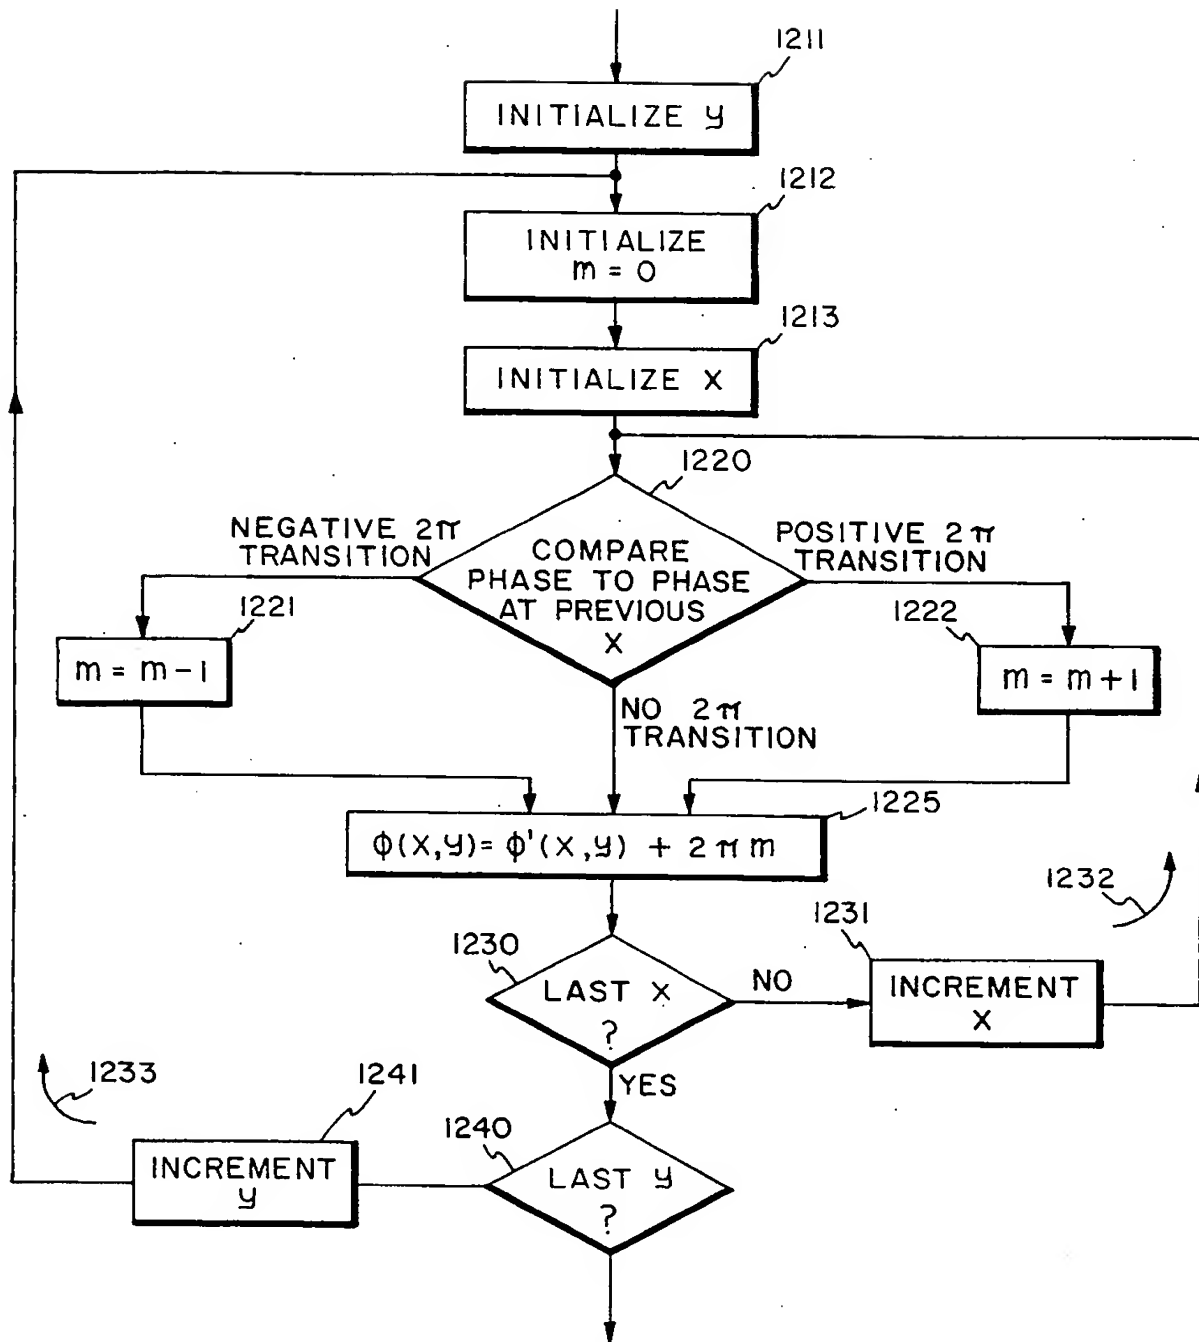 1211
INITIALIZE y
1212
INITIALIZE
m = 0
1213
INITIALIZE X
1220
NEGATIVE 2π
TRANSITION
COMPARE
PHASE TO PHASE
AT PREVIOUS
X
POSITIVE 2π
TRANSITION
1221
m = m - 1
1222
m = m + 1
NO 2π
TRANSITION
1225
ϕ(X,y)= ϕ'(X,y) + 2πm
1232
1230
LAST X
?
NO
1231
INCREMENT
X
YES
1233
1241
INCREMENT
y
1240
LAST y
?